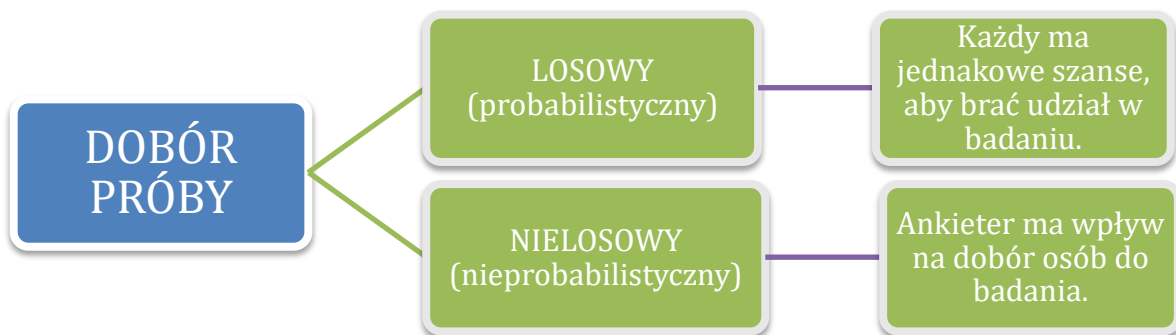 DOBÓR
PRÓBY
LOSOWY
(probabilistyczny)
Każdy ma
jednakowe szanse,
aby brać udział w
badaniu.
NIELOSOWY
(nieprobabilistyczny)
Ankieter ma wpływ
na dobór osób do
badania.